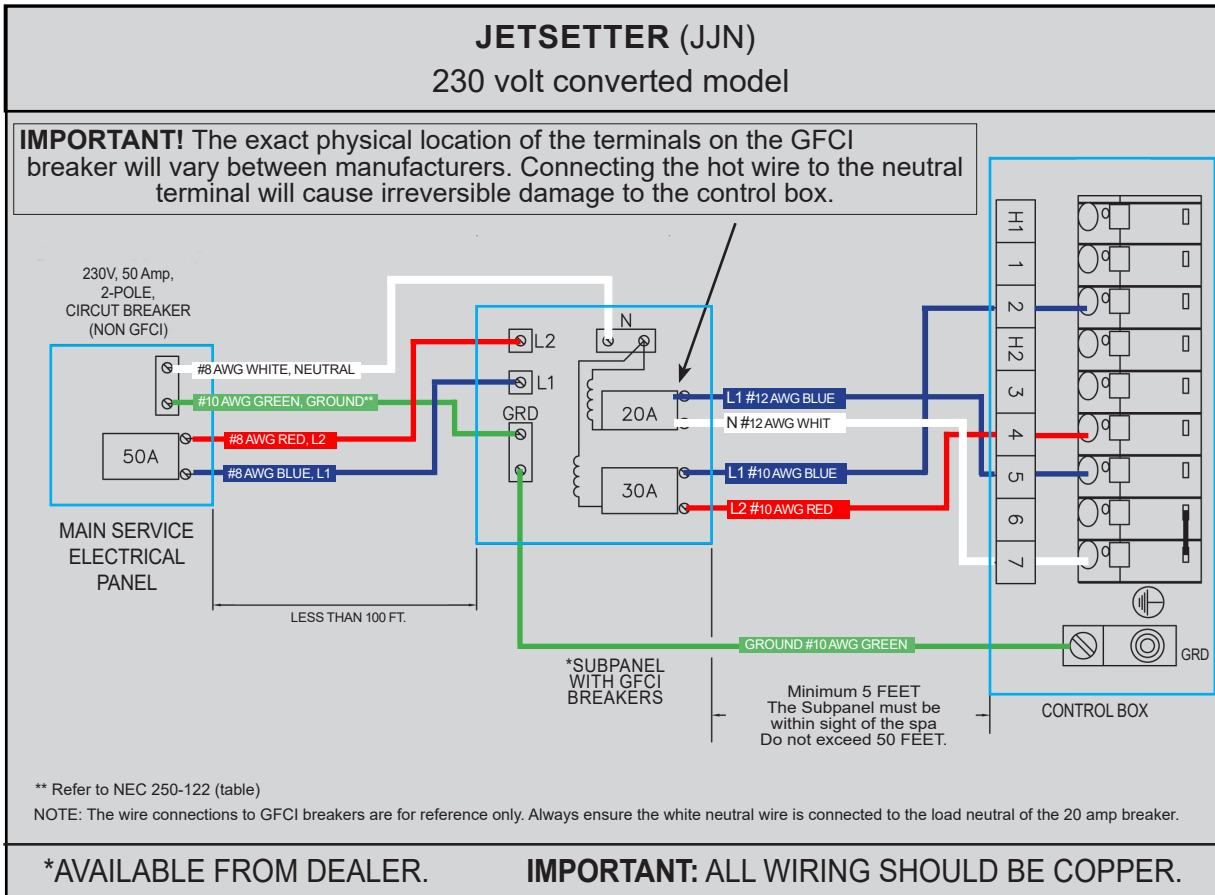 JETSETTER (JJN)
230 volt converted model
IMPORTANT! The exact physical location of the terminals on the GFCI
breaker will vary between manufacturers. Connecting the hot wire to the neutral
terminal will cause irreversible damage to the control box.
230V, 50 Amp,
2-POLE,
CIRCUT BREAKER
(NON GFCI)
#8 AWG WHITE, NEUTRAL
#10 AWG GREEN, GROUND**
#8 AWG RED, L2
#8 AWG BLUE, L1
50A
MAIN SERVICE
ELECTRICAL
PANEL
LESS THAN 100 FT.
N
L2
L1
GRD
20A
30A
*SUBPANEL
WITH GFCI
BREAKERS
L1 #12 AWG BLUE
N #12 AWG WHIT
L1 #10 AWG BLUE
L2 #10 AWG RED
GROUND #10 AWG GREEN
Minimum 5 FEET
The Subpanel must be
within sight of the spa
Do not exceed 50 FEET.
H1
1
2
H2
3
4
5
6
7
GRD
CONTROL BOX
** Refer to NEC 250-122 (table)
NOTE: The wire connections to GFCI breakers are for reference only. Always ensure the white neutral wire is connected to the load neutral of the 20 amp breaker.
*AVAILABLE FROM DEALER.
IMPORTANT: ALL WIRING SHOULD BE COPPER.